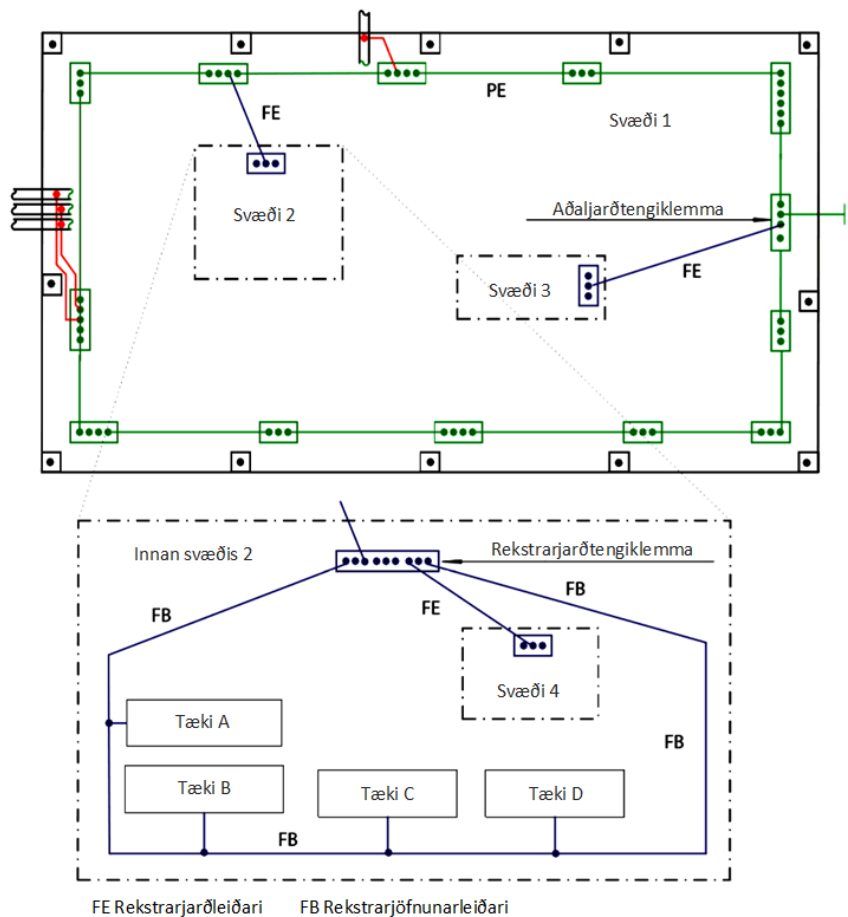 PE
FE
Svæði 1
Svæði 2
Aðaljarðtengiklemma
FE
Svæði 3
Innan svæðis 2
Rekstrarjarðtengiklemma
FB
FE
FB
Svæði 4
Tæki A
FB
Tæki B
Tæki C
Tæki D
FB
FE Rekstrarjarðleiðari FB Rekstrarjöfnunarleiðari